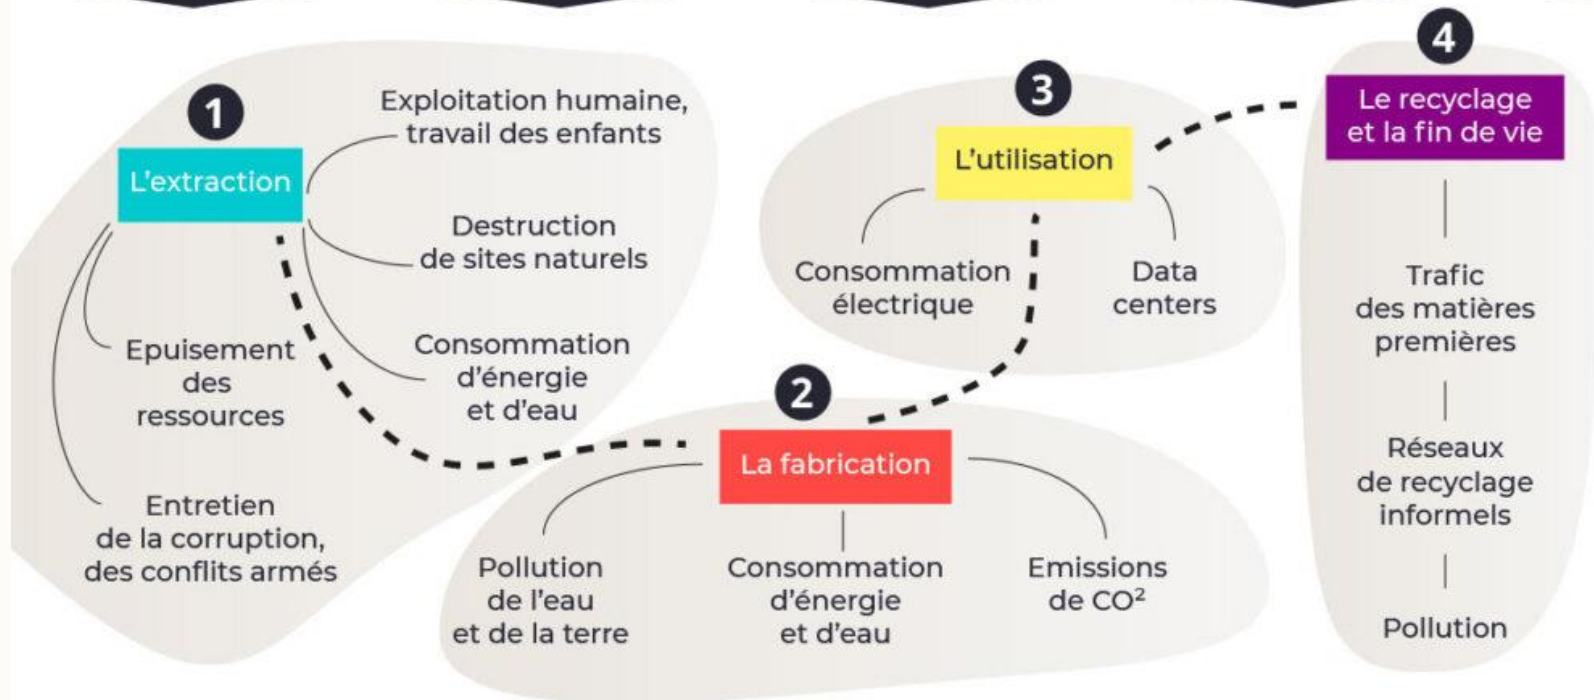 1
L'extraction
Exploitation humaine,
travail des enfants
Destruction
de sites naturels
Consommation
d'énergie
et d'eau
Epuisement
des
ressources
Entretien
de la corruption,
des conflits armés
2
La fabrication
Pollution
de l'eau
et de la terre
Consommation
d'énergie
et d'eau
Emissions
de CO²
3
L'utilisation
Consommation
électrique
Data
centers
4
Le recyclage
et la fin de vie
Trafic
des matières
premières
Réseaux
de recyclage
informels
Pollution